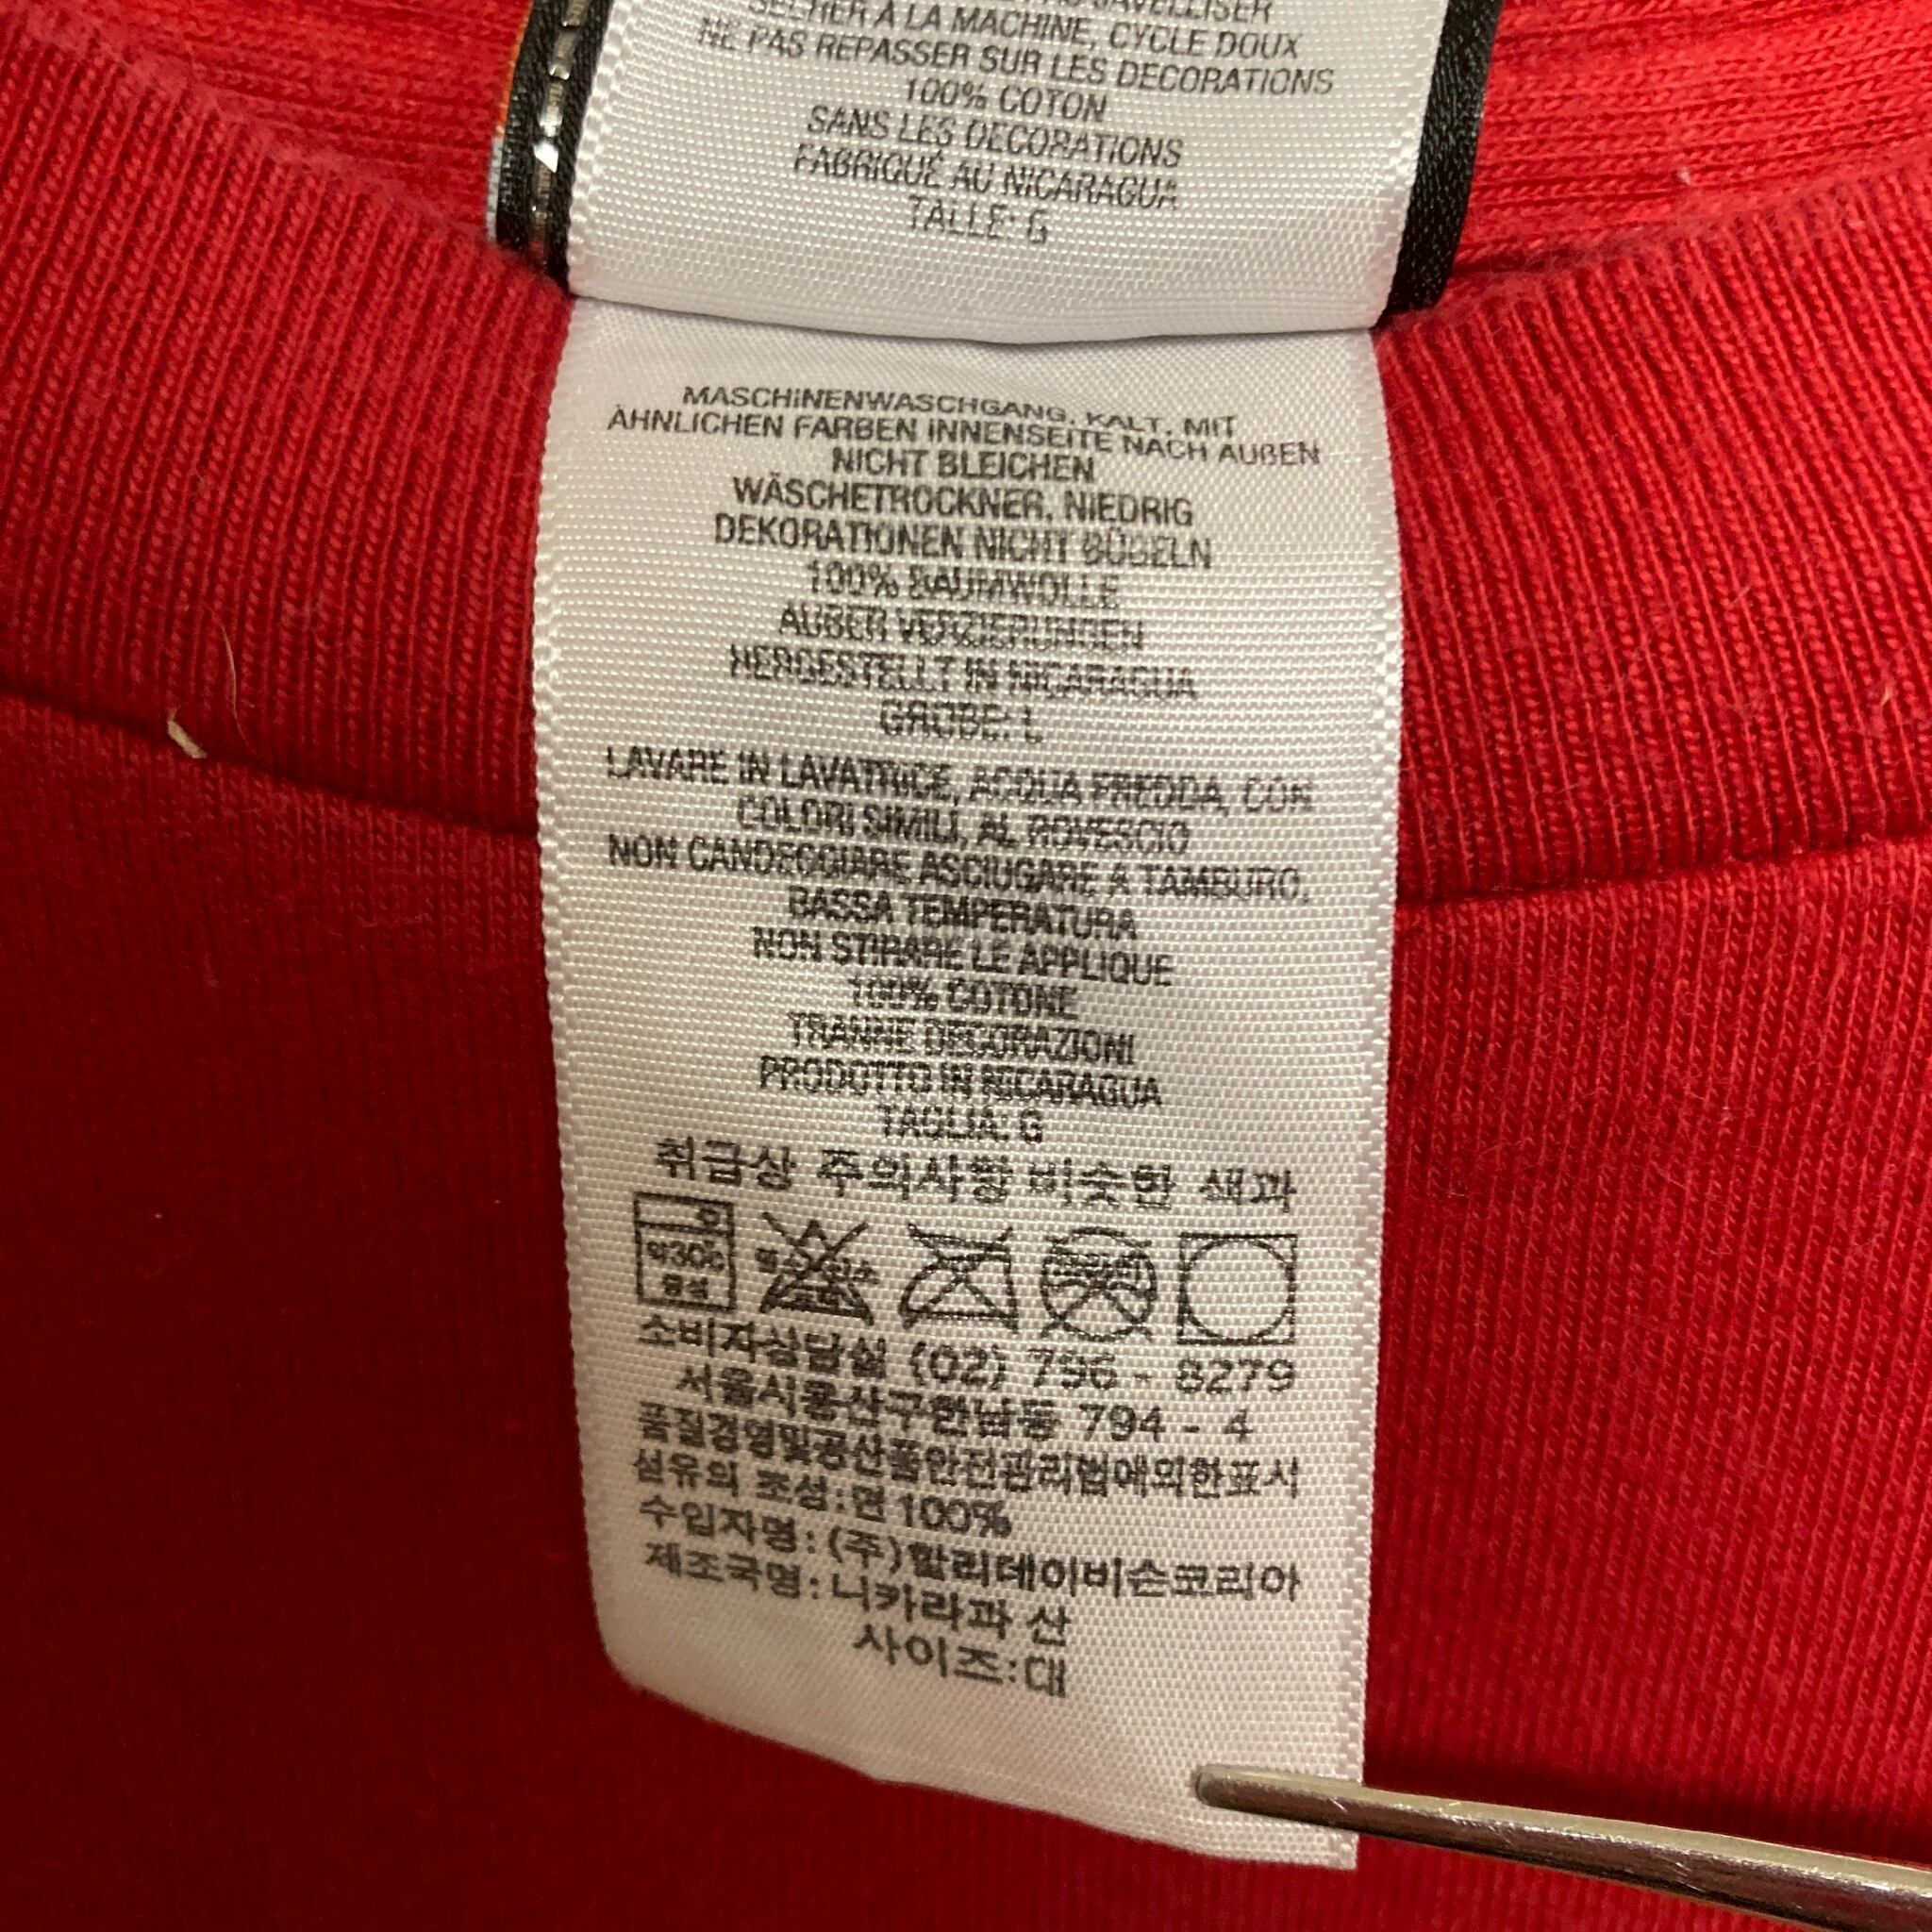 JAVELLISER
SÉCHER À LA MACHINE, CYCLE DOUX
NE PAS REPASSER SUR LES DECORATIONS
100% COTON
SANS LES DECORATIONS
FABRIQUÉ AU NICARAGUA
TALLE: G
MASCHINENWASCHGANG, KALT, MIT
ÄHNLICHEN FARBEN INNENSEITE NACH AUßEN
NICHT BLEICHEN
WÄSCHETROCKNER, NIEDRIG
DEKORATIONEN NICHT BÜGELN
100% BAUMWOLLE
AUßER VERZIERUNGEN
HERGESTELLT IN NICARAGUA
GRÖßE: L
LAVARE IN LAVATRICE, ACQUA FREDDA, CON
COLORI SIMILI, AL ROVESCIO
NON CANDEGGIARE ASCIUGARE A TAMBURO,
BASSA TEMPERATURA
NON STIRARE LE APPLIQUE
100% COTONE
TRANNE DECORAZIONI
PRODOTTO IN NICARAGUA
TAGLIA: G
취급상 주의사항 비슷한 색과
약30℃
중성
소비자상담실 (02) 796 - 8279
서울시용산구한남동 794 - 4
품질경영및공산품안전관리법에의한표시
섬유의 조성:면 100%
수입자명: (주)할리데이비슨코리아
제조국명: 니카라과 산
사이즈:대